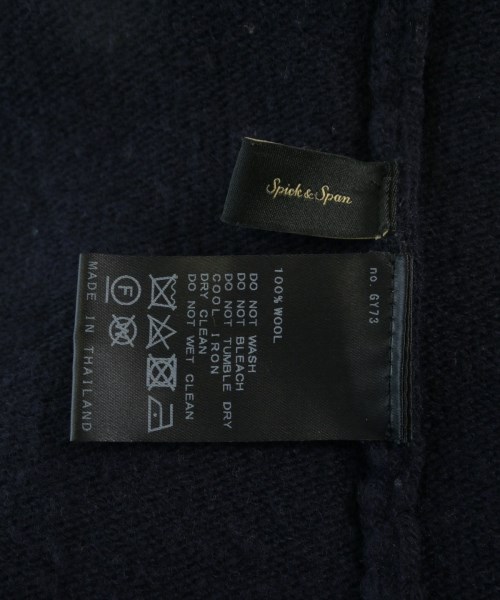 Spick & Span
no. GY73
100% WOOL
DO NOT WASH
DO NOT BLEACH
DO NOT TUMBLE DRY
COOL IRON
DRY CLEAN
DO NOT WET CLEAN
F
W
MADE IN THAILAND